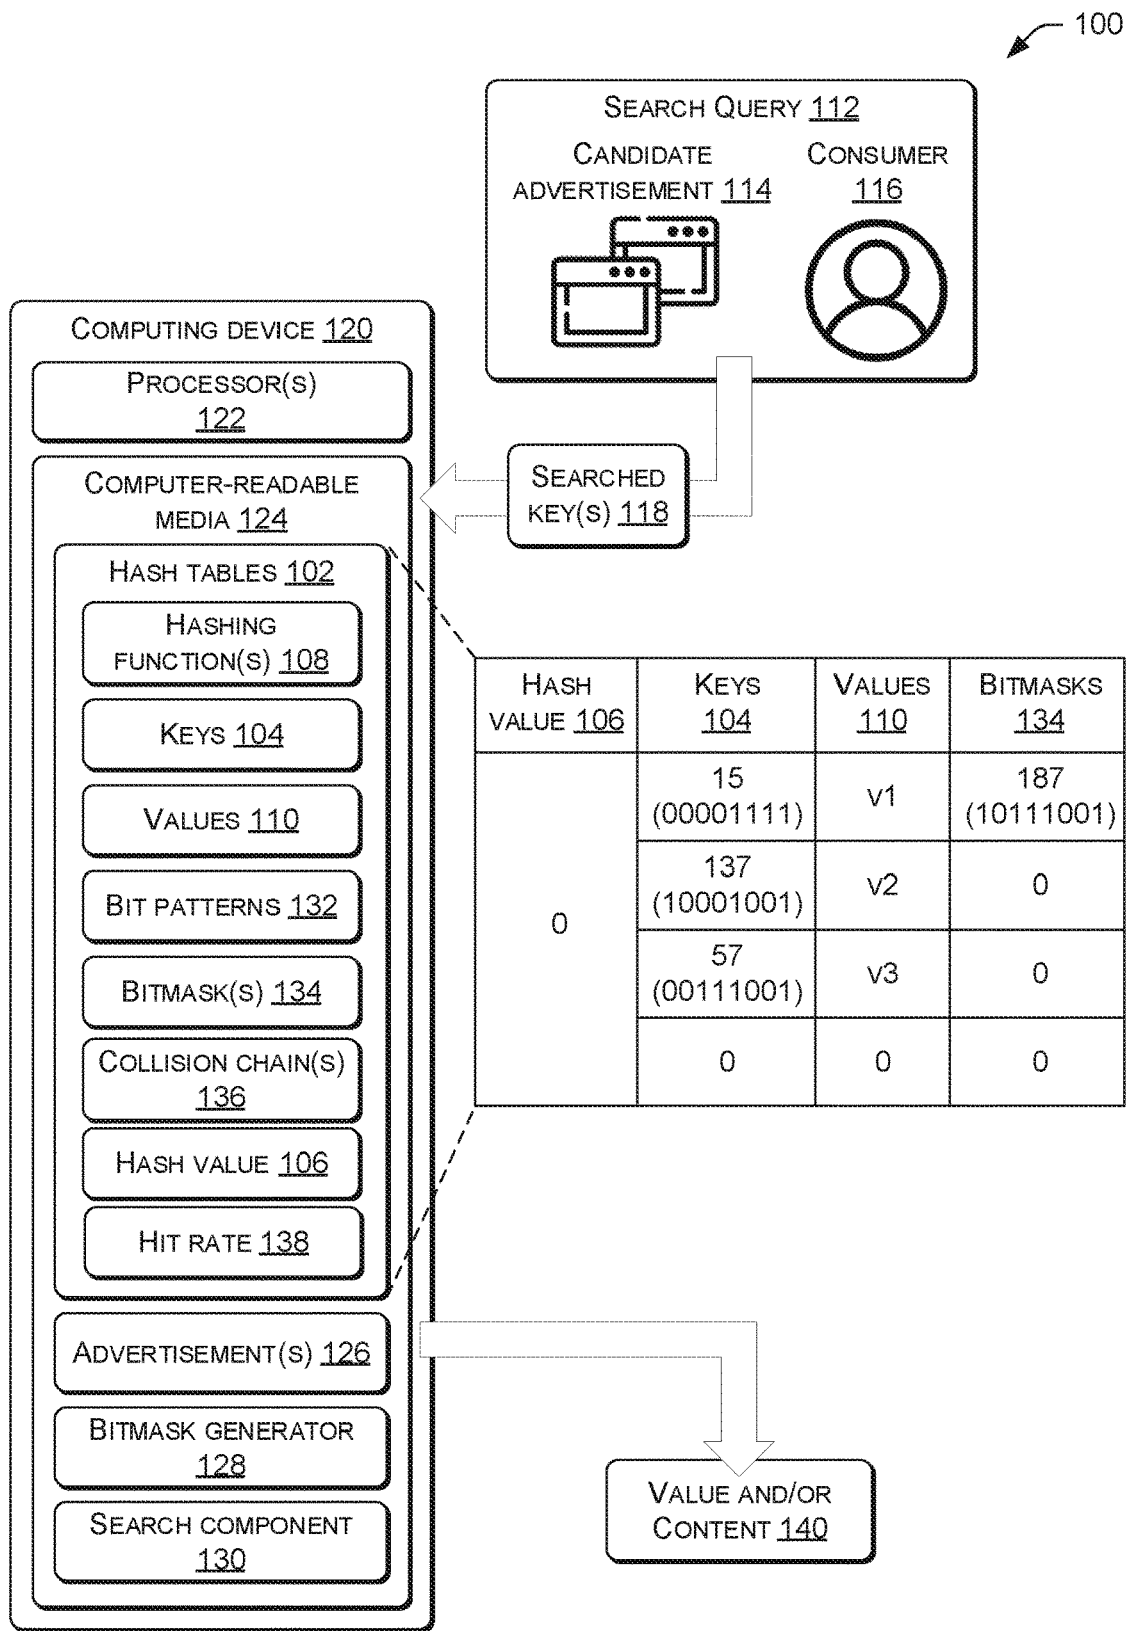 100
SEARCH QUERY 112
CANDIDATE
ADVERTISEMENT 114
CONSUMER
116
COMPUTING DEVICE 120
PROCESSOR(S)
122
COMPUTER-READABLE
MEDIA 124
SEARCHED
KEY(S) 118
HASH TABLES 102
HASHING
FUNCTION(S) 108
KEYS 104
VALUES 110
BIT PATTERNS 132
BITMASK(S) 134
COLLISION CHAIN(S)
136
HASH VALUE 106
HIT RATE 138
HASH
VALUE 106
KEYS
104
VALUES
110
BITMASKS
134
0
15
(00001111)
v1
187
(10111001)
137
(10001001)
v2
0
57
(00111001)
v3
0
0
0
0
ADVERTISEMENT(S) 126
BITMASK GENERATOR
128
SEARCH COMPONENT
130
VALUE AND/OR
CONTENT 140